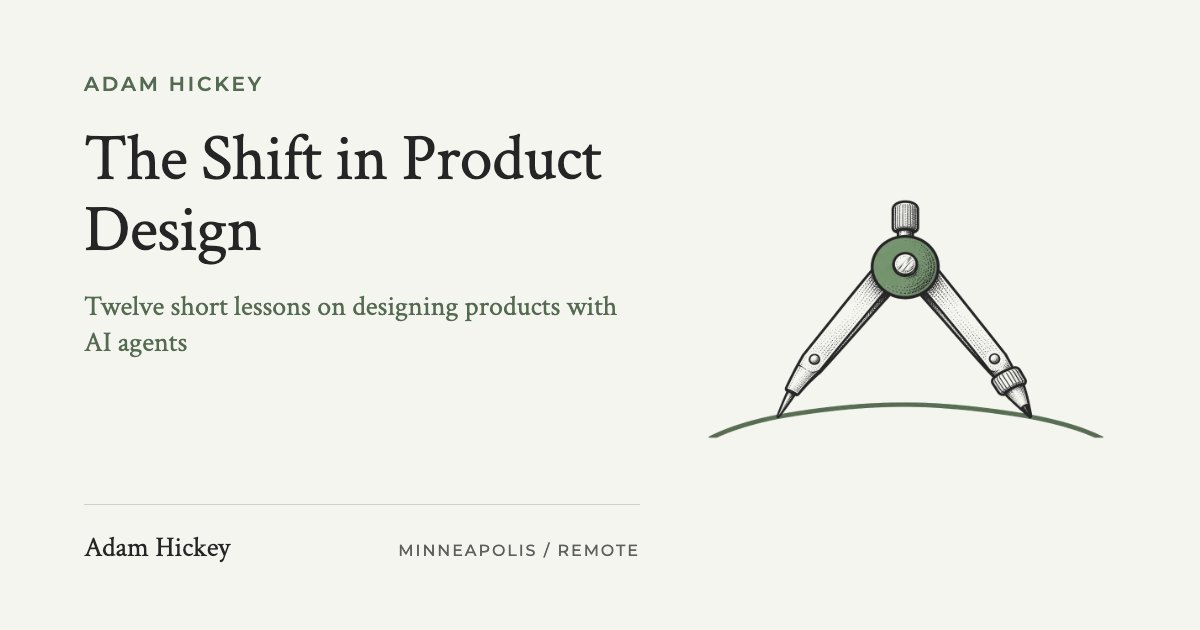 ADAM HICKEY
The Shift in Product
Design
Twelve short lessons on designing products with
AI agents
Adam Hickey
MINNEAPOLIS / REMOTE